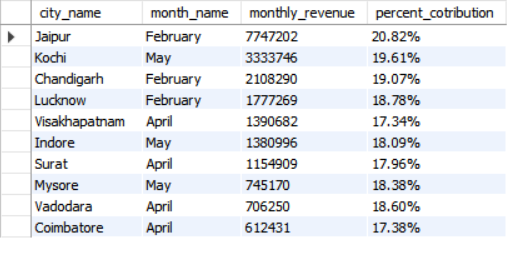 city_name month_name monthly_revenue percent_cotribution
Jaipur February 7747202 20.82%
Kochi May 3333746 19.61%
Chandigarh February 2108290 19.07%
Lucknow February 1777269 18.78%
Visakhapatnam April 1390682 17.34%
Indore May 1380996 18.09%
Surat April 1154909 17.96%
Mysore May 745170 18.38%
Vadodara April 706250 18.60%
Coimbatore April 612431 17.38%